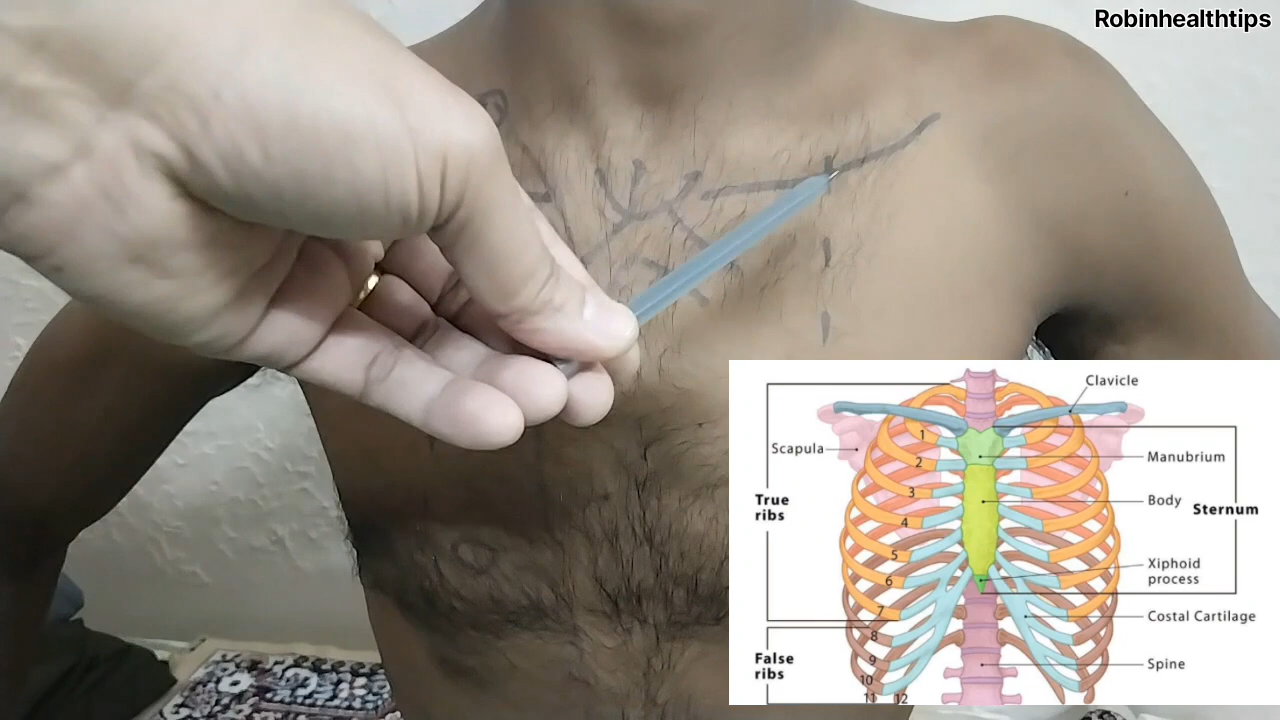 Robinhealthtips
Clavicle
Scapula
1
2
3
4
5
6
7
8
9
10
11
12
True
ribs
False
ribs
Manubrium
Body
Sternum
Xiphoid
process
Costal Cartilage
Spine